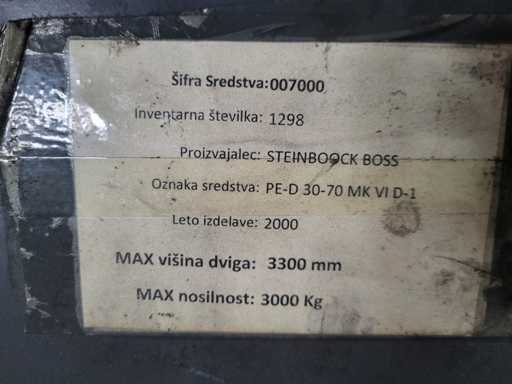 Šifra Sredstva:007000
Inventarna številka: 1298
Proizvajalec: STEINBOOCK BOSS
Oznaka sredstva: PE-D 30-70 MK VI D-1
Leto izdelave: 2000
MAX višina dviga: 3300 mm
MAX nosilnost: 3000 Kg